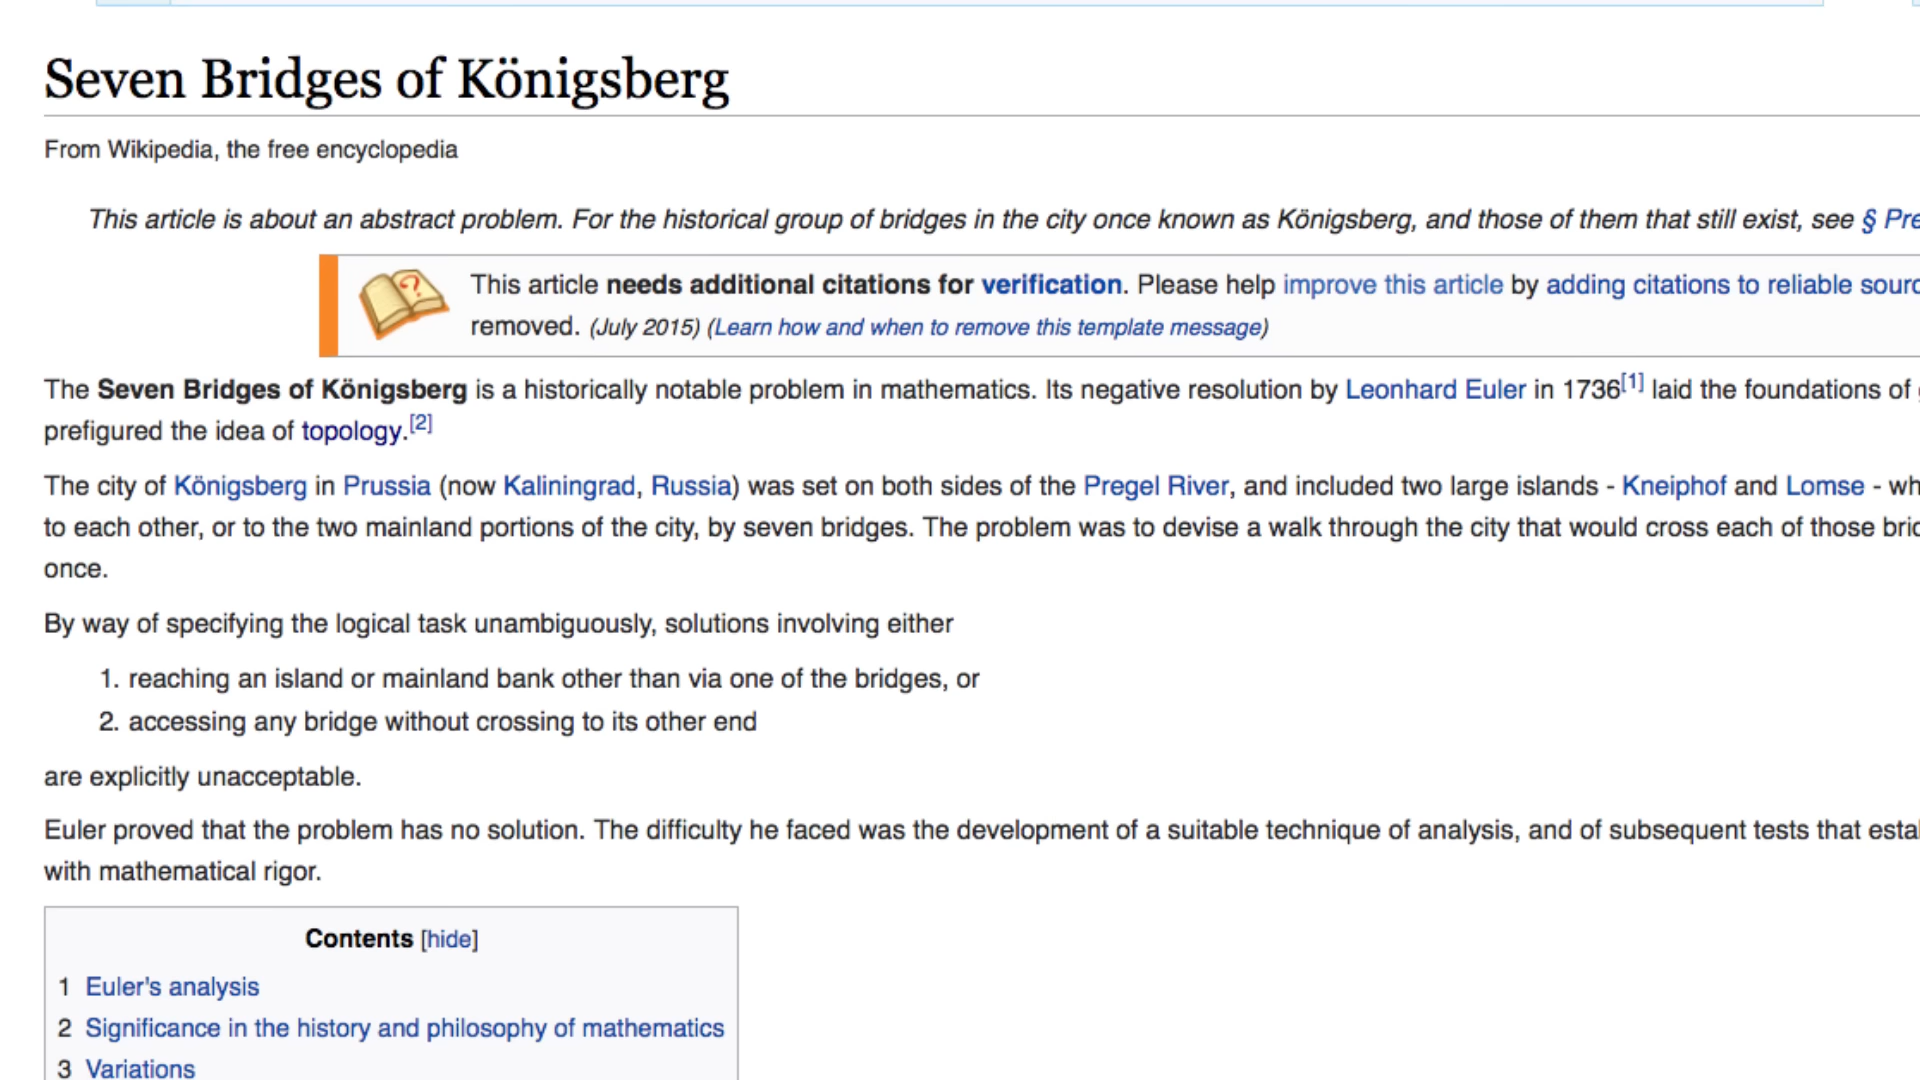 Seven Bridges of Königsberg
From Wikipedia, the free encyclopedia
This article is about an abstract problem. For the historical group of bridges in the city once known as Königsberg, and those of them that still exist, see §
This article needs additional citations for verification. Please help improve this article by adding citations to reliable
removed. (July 2015) (Learn how and when to remove this template message)
The Seven Bridges of Königsberg is a historically notable problem in mathematics. Its negative resolution by Leonhard Euler in 1736[1] laid the foundations of
prefigured the idea of topology.[2]
The city of Königsberg in Prussia (now Kaliningrad, Russia) was set on both sides of the Pregel River, and included two large islands - Kneiphof and Lomse -
to each other, or to the two mainland portions of the city, by seven bridges. The problem was to devise a walk through the city that would cross each of those
once.
By way of specifying the logical task unambiguously, solutions involving either
1. reaching an island or mainland bank other than via one of the bridges, or
2. accessing any bridge without crossing to its other end
are explicitly unacceptable.
Euler proved that the problem has no solution. The difficulty he faced was the development of a suitable technique of analysis, and of subsequent tests that
with mathematical rigor.
Contents [hide]
1 Euler's analysis
2 Significance in the history and philosophy of mathematics
3 Variations